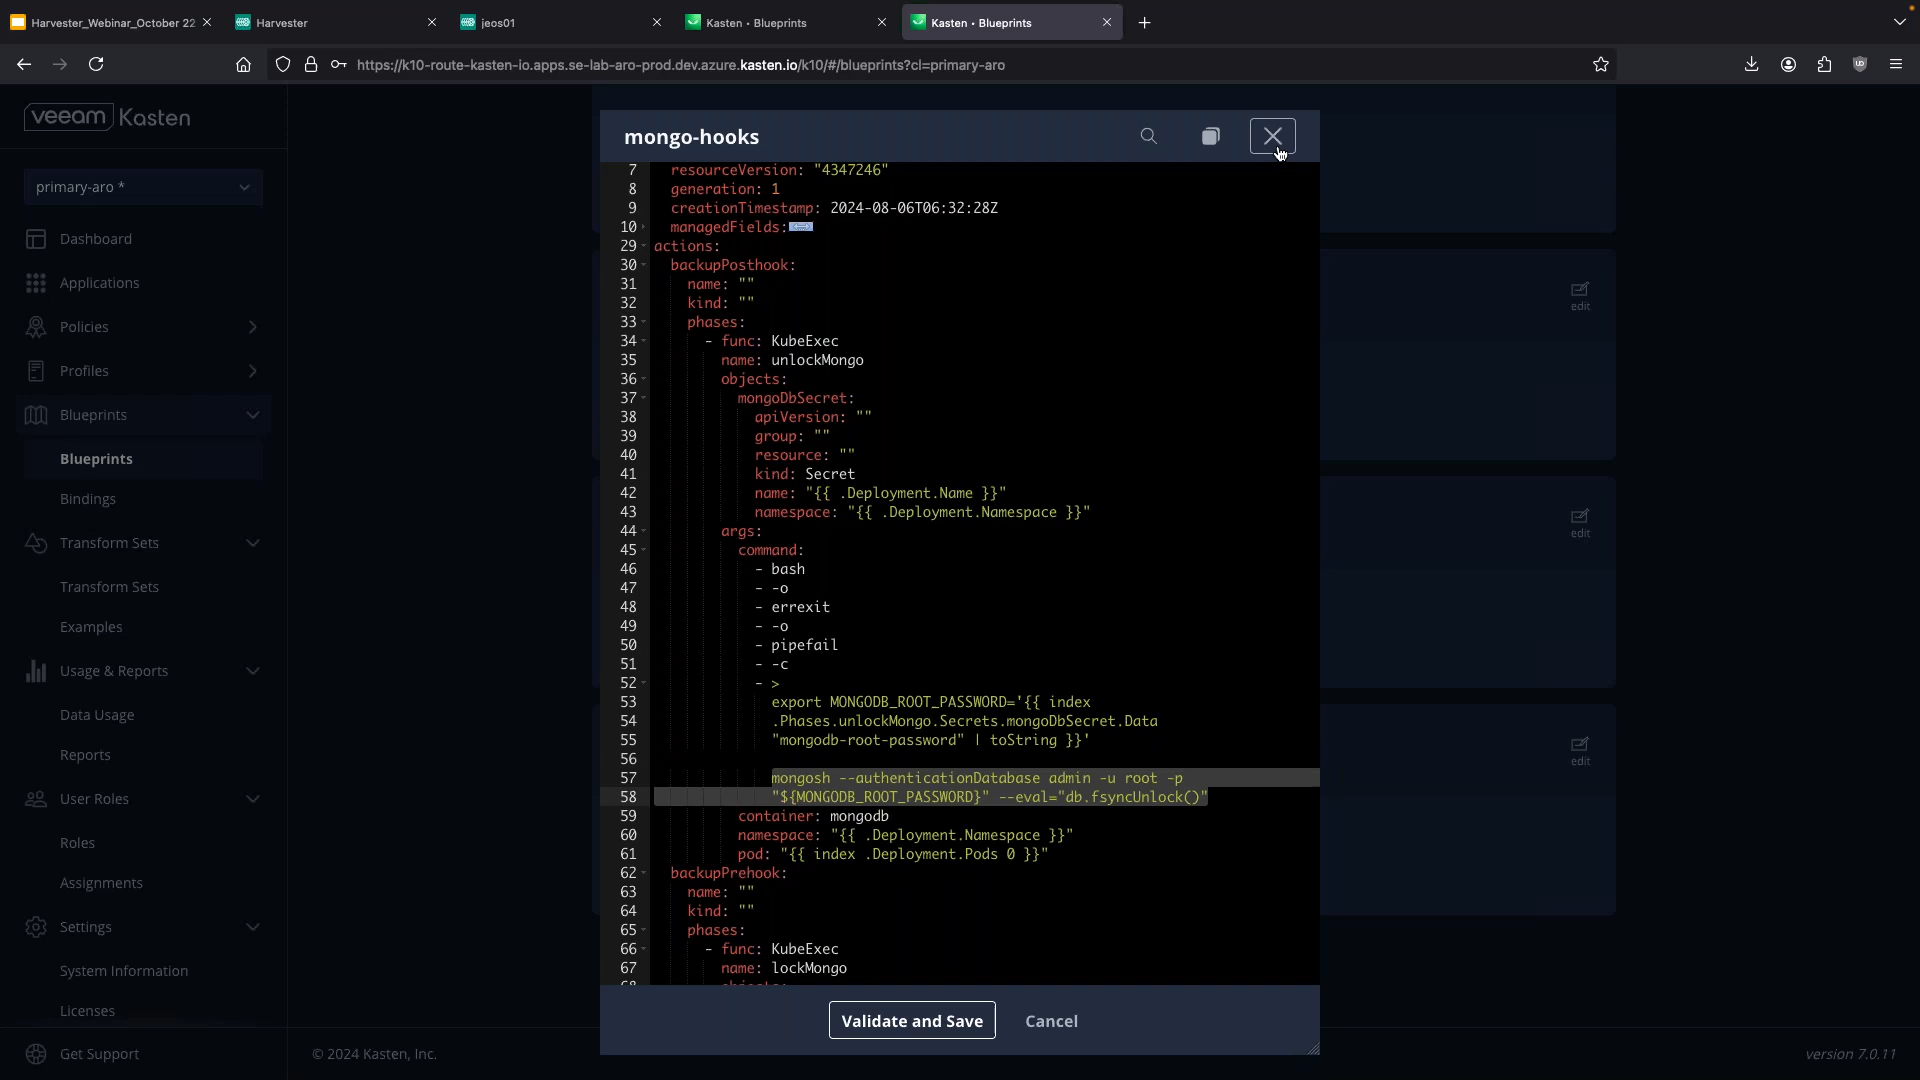 Harvester_Webinar_October 22
Harvester
jeos01
Kasten • Blueprints
Kasten • Blueprints
https://k10-route-kasten-io.apps.se-lab-aro-prod.dev.azure.kasten.io/k10/#/blueprints?cl=primary-aro
veeam Kasten
primary-aro *
Dashboard
Applications
Policies
Profiles
Blueprints
Blueprints
Bindings
Transform Sets
Transform Sets
Examples
Usage & Reports
Data Usage
Reports
User Roles
Roles
Assignments
Settings
System Information
Licenses
Get Support
mongo-hooks
7 resourceVersion: "4347246"
8 generation: 1
9 creationTimestamp: 2024-08-06T06:32:28Z
10 managedFields:
29 actions:
30 backupPosthook:
31 name: ""
32 kind: ""
33 phases:
34 - func: KubeExec
35 name: unlockMongo
36 objects:
37 mongoDbSecret:
38 apiVersion: ""
39 group: ""
40 resource: ""
41 kind: Secret
42 name: "{{ .Deployment.Name }}"
43 namespace: "{{ .Deployment.Namespace }}"
44 args:
45 command:
46 - bash
47 - -o
48 - errexit
49 - -o
50 - pipefail
51 - -c
52 - >
53 export MONGODB_ROOT_PASSWORD='{{ index
54 .Phases.unlockMongo.Secrets.mongoDbSecret.Data
55 "mongodb-root-password" | toString }}'
56
57 mongosh --authenticationDatabase admin -u root -p
58 "${MONGODB_ROOT_PASSWORD}" --eval="db.fsyncUnlock()"
59 container: mongodb
60 namespace: "{{ .Deployment.Namespace }}"
61 pod: "{{ index .Deployment.Pods 0 }}"
62 backupPrehook:
63 name: ""
64 kind: ""
65 phases:
66 - func: KubeExec
67 name: lockMongo
Validate and Save
Cancel
edit
edit
edit
© 2024 Kasten, Inc.
version 7.0.11